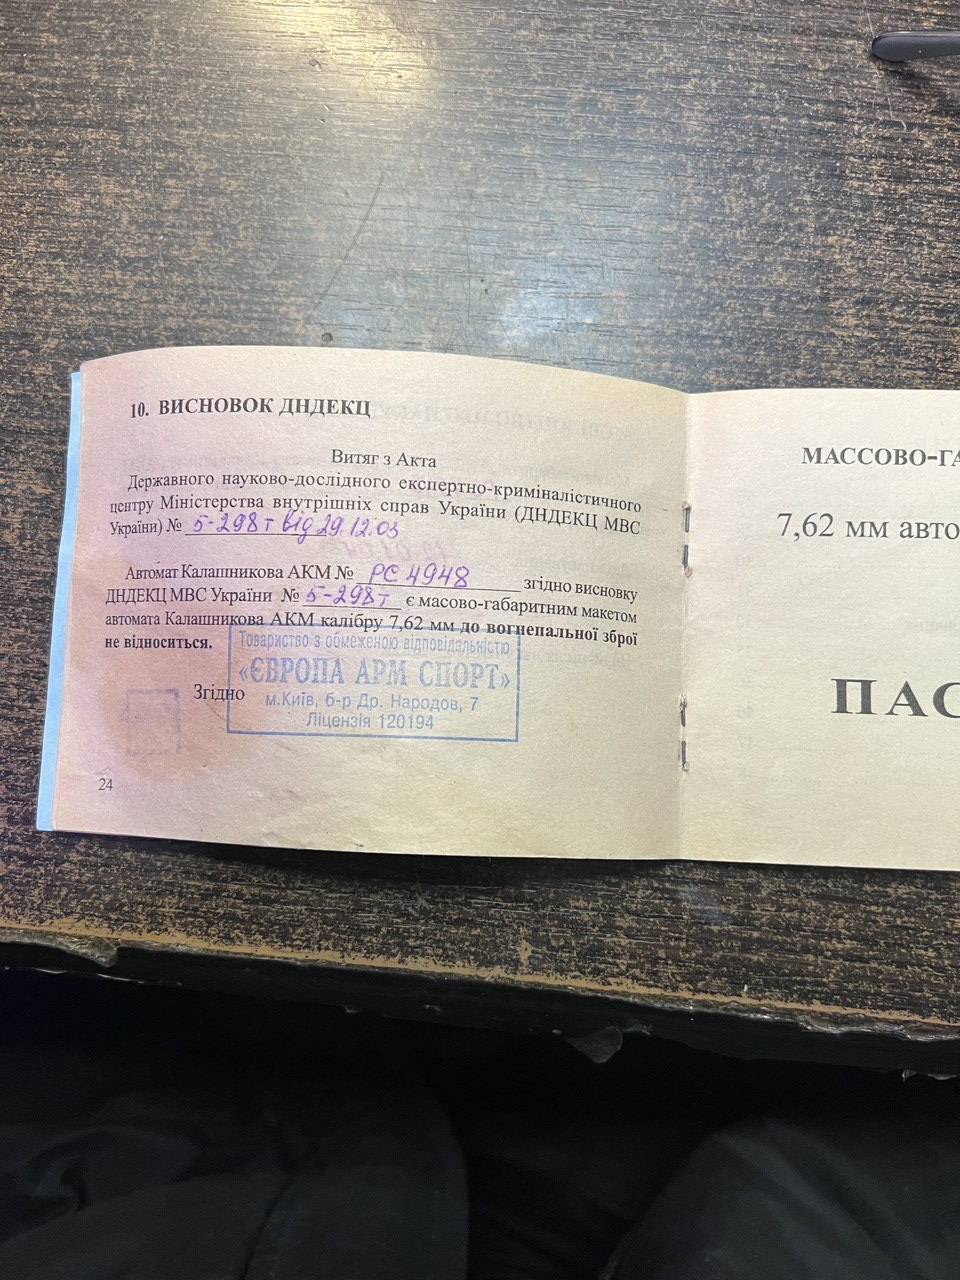 10. ВИСНОВОК ДНДЕКЦ
Витяг з Акта
Державного науково-дослідного експертно-криміналістичного
центру Міністерства внутрішніх справ України (ДНДЕКЦ МВС
України) № 5-298т від 29.12.03
Автомат Калашникова АКМ № РС 4948 згідно висновку
ДНДЕКЦ МВС України № 5-298т є масово-габаритним макетом
автомата Калашникова АКМ калібру 7,62 мм до вогнепальної зброї
не відноситься.
Товариство з обмеженою відповідальністю
«ЄВРОПА АРМ СПОРТ»
м.Київ, б-р Др. Народов, 7
Ліцензія 120194
Згідно
24
МАССОВО-ГА
7,62 мм авто
ПАС